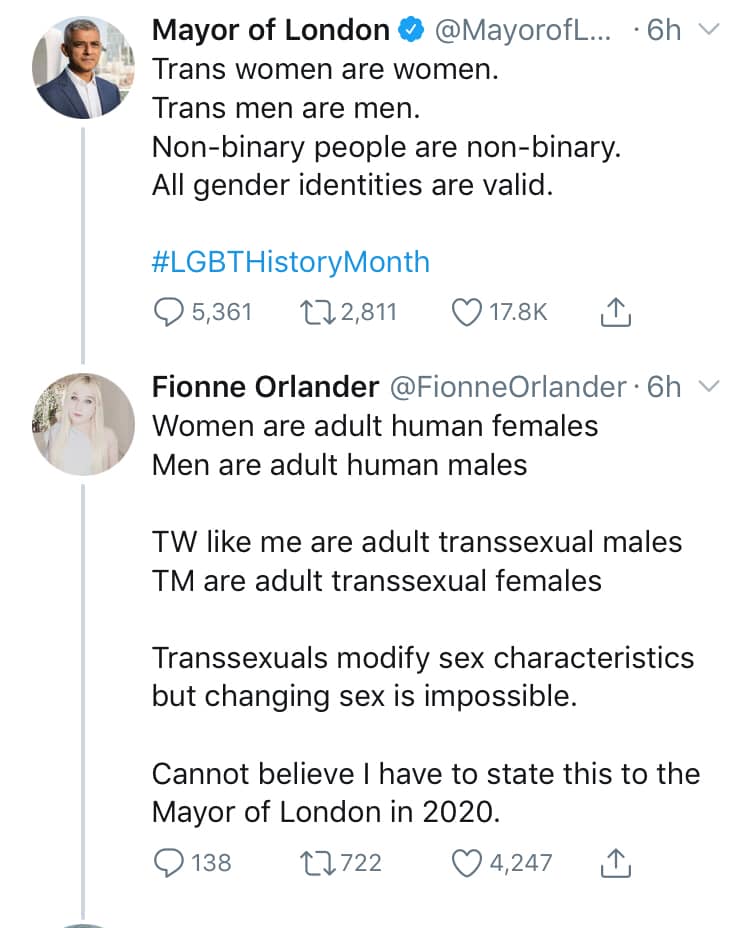 Mayor of London @MayorofL... · 6h
Trans women are women.
Trans men are men.
Non-binary people are non-binary.
All gender identities are valid.
#LGBTHistoryMonth
5,361 2,811 17.8K
Fionne Orlander @FionneOrlander · 6h
Women are adult human females
Men are adult human males
TW like me are adult transsexual males
TM are adult transsexual females
Transsexuals modify sex characteristics
but changing sex is impossible.
Cannot believe I have to state this to the
Mayor of London in 2020.
138 722 4,247